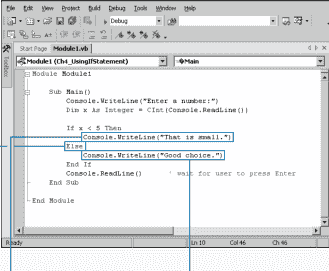 File Edit View Project Build Debug Tools Window Help
Debug
Start Page Module1.vb
Toolbox
Module1 (Ch4_UsingIfStatement) Main
Module Module1
Sub Main()
Console.WriteLine("Enter a number:")
Dim x As Integer = CInt(Console.ReadLine())
If x < 5 Then
Console.WriteLine("That is small.")
Else
Console.WriteLine("Good choice.")
End If
Console.ReadLine() ' wait for user to press Enter
End Sub
End Module
Ready Ln 10 Col 46 Ch 46